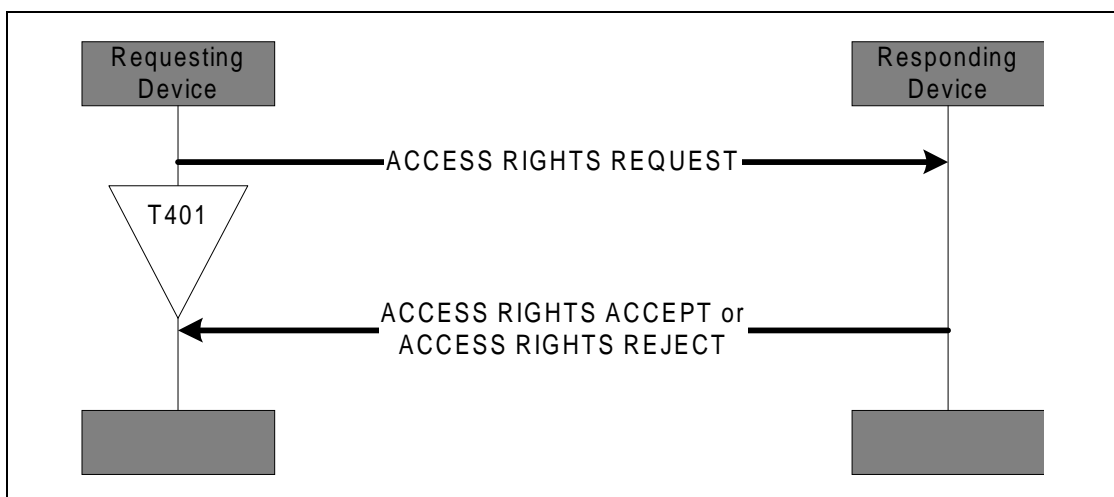 Requesting
Device
Responding
Device
ACCESS RIGHTS REQUEST
T401
ACCESS RIGHTS ACCEPT or
ACCESS RIGHTS REJECT